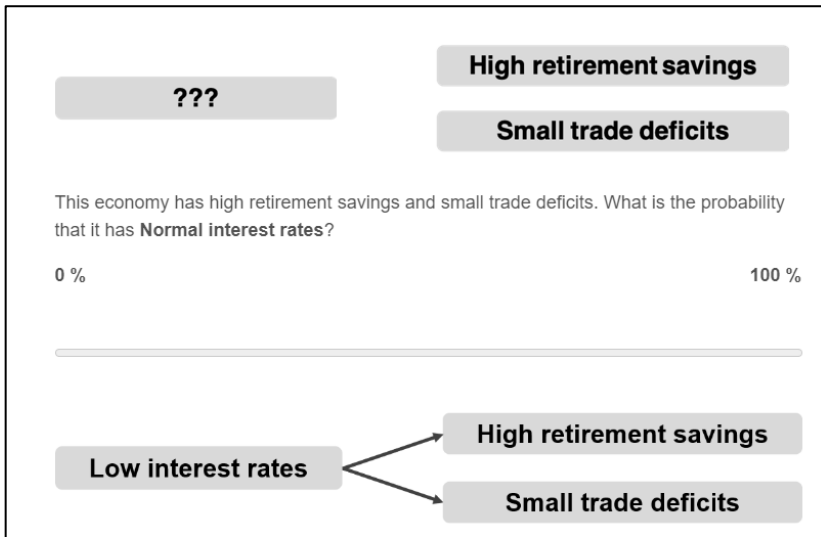 ???
High retirement savings
Small trade deficits
This economy has high retirement savings and small trade deficits. What is the probability
that it has Normal interest rates?
0 %
100 %
Low interest rates
High retirement savings
Small trade deficits